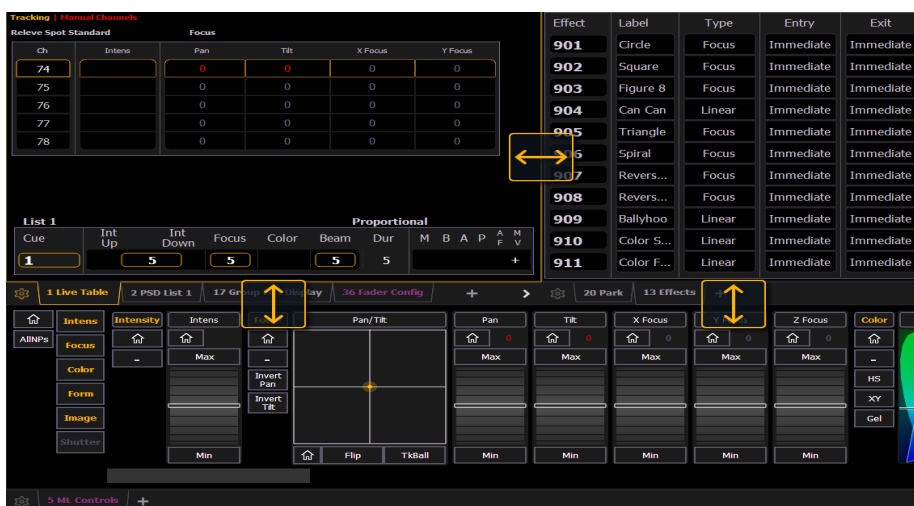 Tracking | Manual Channels
Releve Spot Standard Focus
Ch Intens Pan Tilt X Focus Y Focus
74 0 0 0 0
75 0 0 0 0
76 0 0 0 0
77 0 0 0 0
78 0 0 0 0
List 1 Proportional
Cue Int Up Int Down Focus Color Beam Dur M B A P A F M V
1 5 5 5 5 +
Effect Label Type Entry Exit
901 Circle Focus Immediate Immediate
902 Square Focus Immediate Immediate
903 Figure 8 Focus Immediate Immediate
904 Can Can Linear Immediate Immediate
905 Triangle Focus Immediate Immediate
906 Spiral Focus Immediate Immediate
907 Revers... Focus Immediate Immediate
908 Revers... Focus Immediate Immediate
909 Ballyhoo Linear Immediate Immediate
910 Color S... Linear Immediate Immediate
911 Color F... Linear Immediate Immediate
1 Live Table 2 PSD List 1 17 Group Display 36 Fader Config + >
20 Park 13 Effects +
Intens Intensity Intens Pan/Tilt Pan Tilt X Focus Y Focus Z Focus Color
AllNPs Focus 0 0 0 0 0
– Max – Max Max Max Max Max –
Color Invert Pan HS
Form Invert Tilt XY
Image Gel
Shutter
Min Flip TkBall Min Min Min Min Min
5 ML Controls +